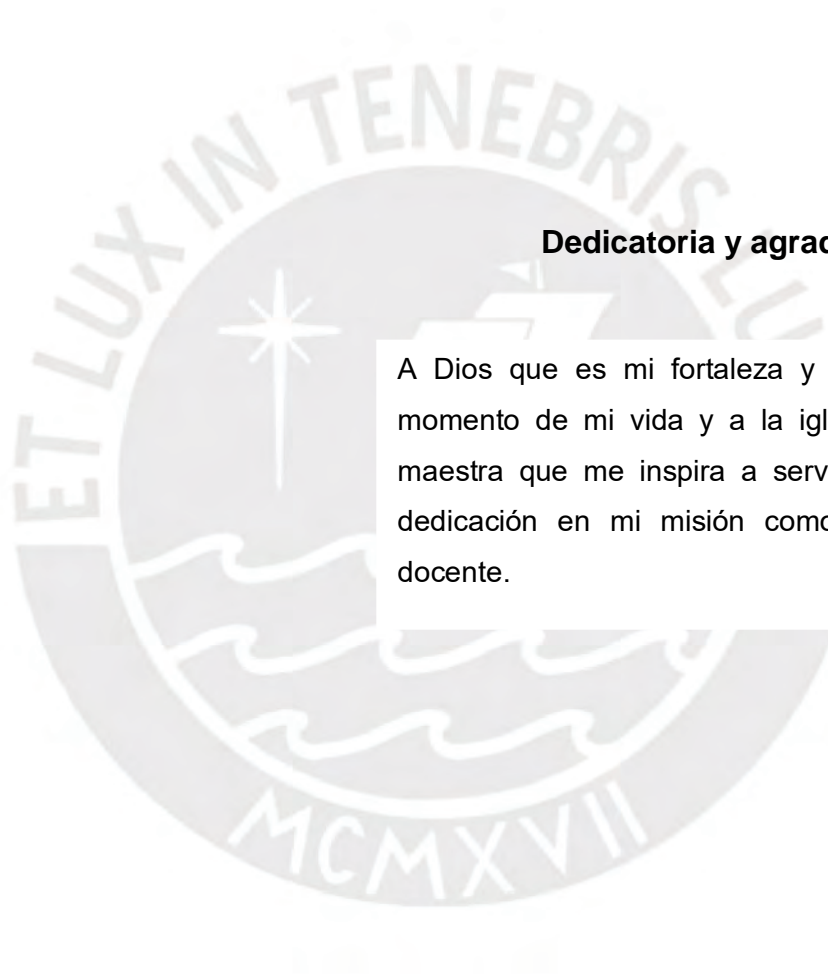 ET LUX IN TENEBRIS LU
Dedicatoria y agrad
A Dios que es mi fortaleza y
momento de mi vida y a la igl
maestra que me inspira a serv
dedicación en mi misión como
docente.
MCMXVII